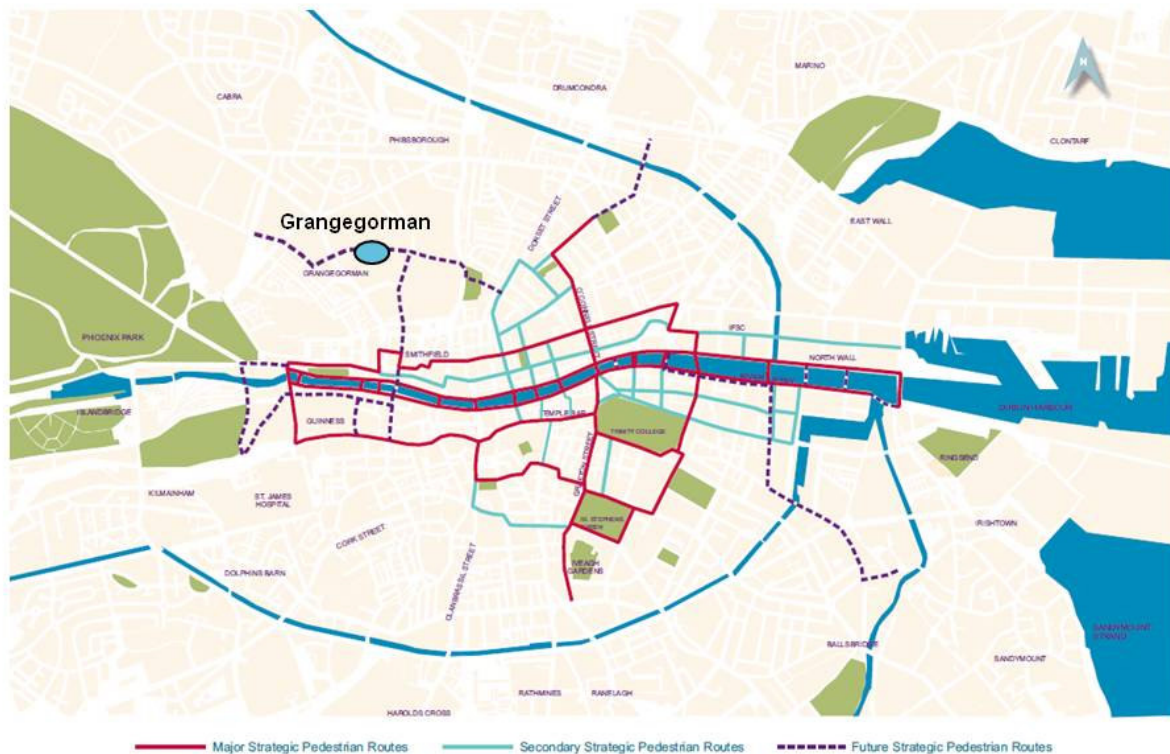 N
MARINO
DRUMCONDRA
CABRA
PHIBSBOROUGH
CLONTARF
DORSET STREET
EAST WALL
Grangegorman
GRANGEGORMAN
O'CONNELL STREET
IFSC
PHOENIX PARK
SMITHFIELD
NORTH WALL
ISLANDBRIDGE
TEMPLE BAR
GUINNESS
TRINITY COLLEGE
GRAFTON STREET
RINGSEND
KILMAINHAM
ST. JAMES
HOSPITAL
ST. STEPHENS
IRISHTOWN
CORK STREET
CLANBRASSIL STREET
IVEAGH
GARDENS
DOLPHINS BARN
BALLSBRIDGE
SANDYMOUNT
STRAND
SANDYMOUNT
RATHMINES
RANELAGH
HAROLDS CROSS
Major Strategic Pedestrian Routes
Secondary Strategic Pedestrian Routes
Future Strategic Pedestrian Routes